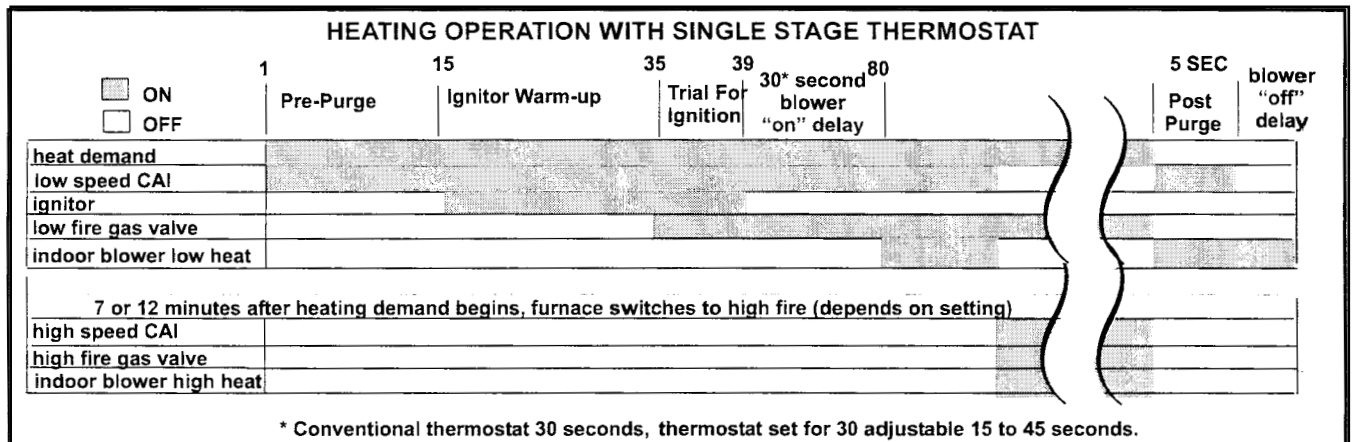 HEATING OPERATION WITH SINGLE STAGE THERMOSTAT
ON
OFF
1
15
35
39
80
5 SEC
Pre-Purge
Ignitor Warm-up
Trial For
Ignition
30* second
blower
"on" delay
Post
Purge
blower
"off"
delay
heat demand
low speed CAI
ignitor
low fire gas valve
indoor blower low heat
7 or 12 minutes after heating demand begins, furnace switches to high fire (depends on setting)
high speed CAI
high fire gas valve
indoor blower high heat
* Conventional thermostat 30 seconds, thermostat set for 30 adjustable 15 to 45 seconds.